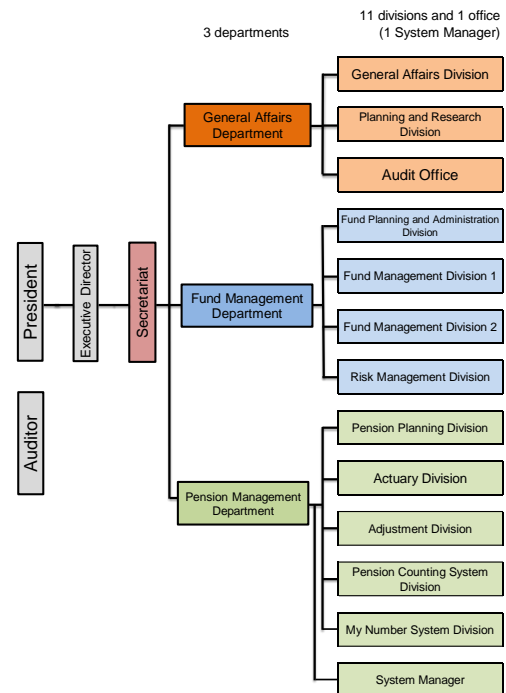 3 departments
11 divisions and 1 office
(1 System Manager)
President
Auditor
Executive Director
Secretariat
General Affairs
Department
General Affairs Division
Planning and Research
Division
Audit Office
Fund Management
Department
Fund Planning and Administration
Division
Fund Management Division 1
Fund Management Division 2
Risk Management Division
Pension Management
Department
Pension Planning Division
Actuary Division
Adjustment Division
Pension Counting System
Division
My Number System Division
System Manager